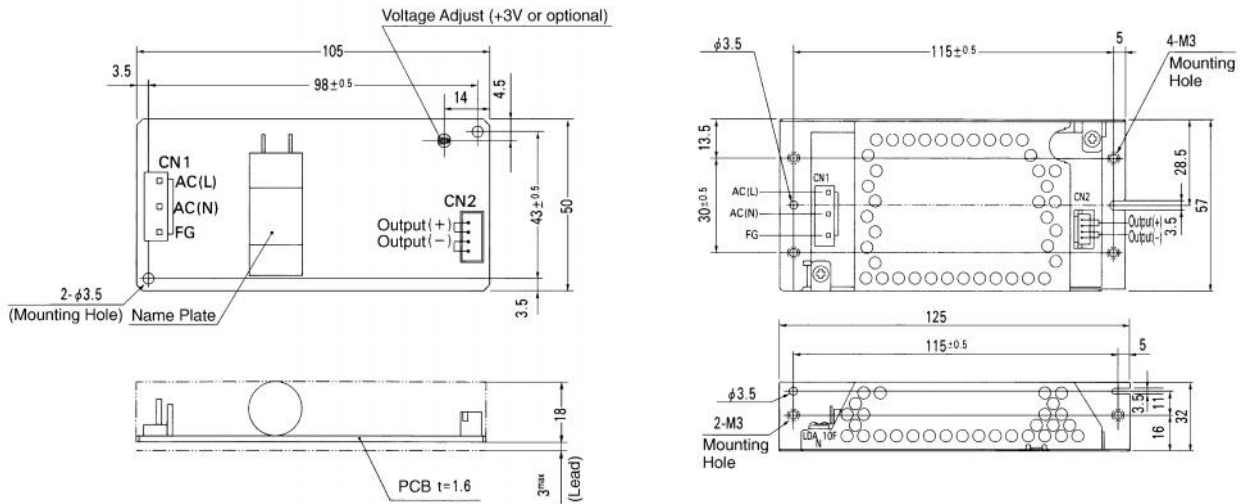 Voltage Adjust (+3V or optional)
105
3.5
98±0.5
14
4.5
CN1
AC(L)
AC(N)
FG
CN2
Output(+)
Output(−)
43±0.5
50
3.5
2-φ3.5
(Mounting Hole)
Name Plate
18
3max
(Lead)
PCB t=1.6
φ3.5
115±0.5
5
4-M3
Mounting
Hole
13.5
30±0.5
CN1
AC(L)
AC(N)
FG
CN2
Output(+)
Output(−)
3.5
28.5
57
125
115±0.5
5
φ3.5
2-M3
Mounting
Hole
LDA 10F
N
3.5
11
16
32